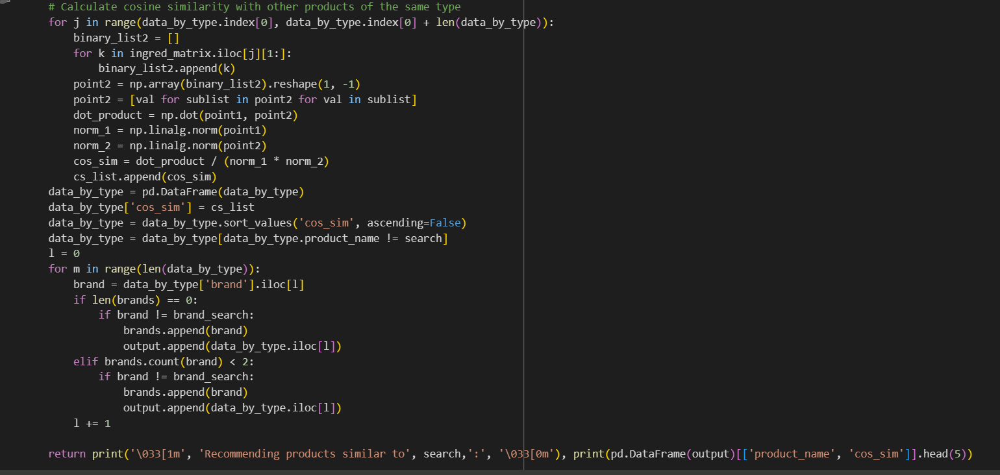 # Calculate cosine similarity with other products of the same type
for j in range(data_by_type.index[0], data_by_type.index[0] + len(data_by_type)):
    binary_list2 = []
    for k in ingred_matrix.iloc[j][1:]:
        binary_list2.append(k)
    point2 = np.array(binary_list2).reshape(1, -1)
    point2 = [val for sublist in point2 for val in sublist]
    dot_product = np.dot(point1, point2)
    norm_1 = np.linalg.norm(point1)
    norm_2 = np.linalg.norm(point2)
    cos_sim = dot_product / (norm_1 * norm_2)
    cs_list.append(cos_sim)
data_by_type = pd.DataFrame(data_by_type)
data_by_type['cos_sim'] = cs_list
data_by_type = data_by_type.sort_values('cos_sim', ascending=False)
data_by_type = data_by_type[data_by_type.product_name != search]
l = 0
for m in range(len(data_by_type)):
    brand = data_by_type['brand'].iloc[l]
    if len(brands) == 0:
        if brand != brand_search:
            brands.append(brand)
            output.append(data_by_type.iloc[l])
    elif brands.count(brand) < 2:
        if brand != brand_search:
            brands.append(brand)
            output.append(data_by_type.iloc[l])
    l += 1
return print('\033[1m', 'Recommending products similar to', search,':', '\033[0m'), print(pd.DataFrame(output)[['product_name', 'cos_sim']].head(5))